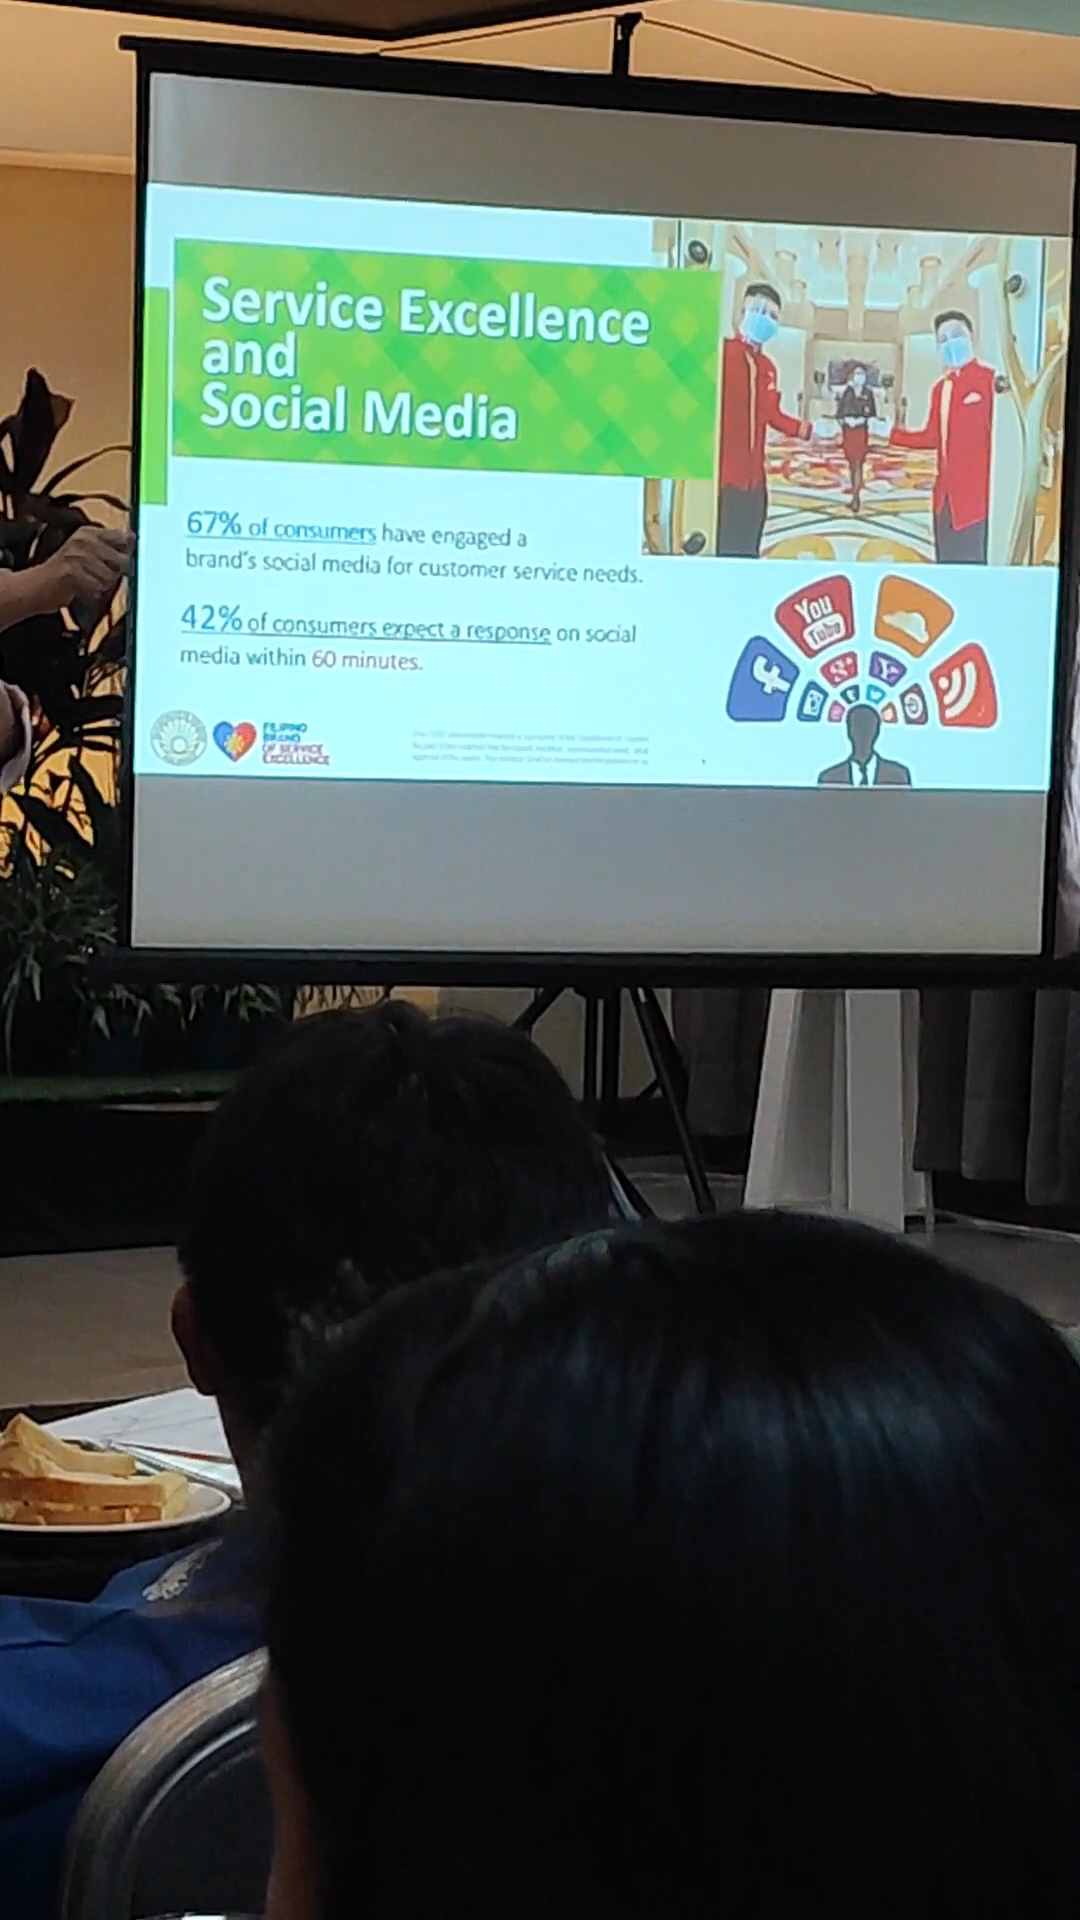 Service Excellence
and
Social Media
67% of consumers have engaged a
brand's social media for customer service needs.
42% of consumers expect a response on social
media within 60 minutes.
You
Tube
FILIPINO
BRAND
OF SERVICE
EXCELLENCE